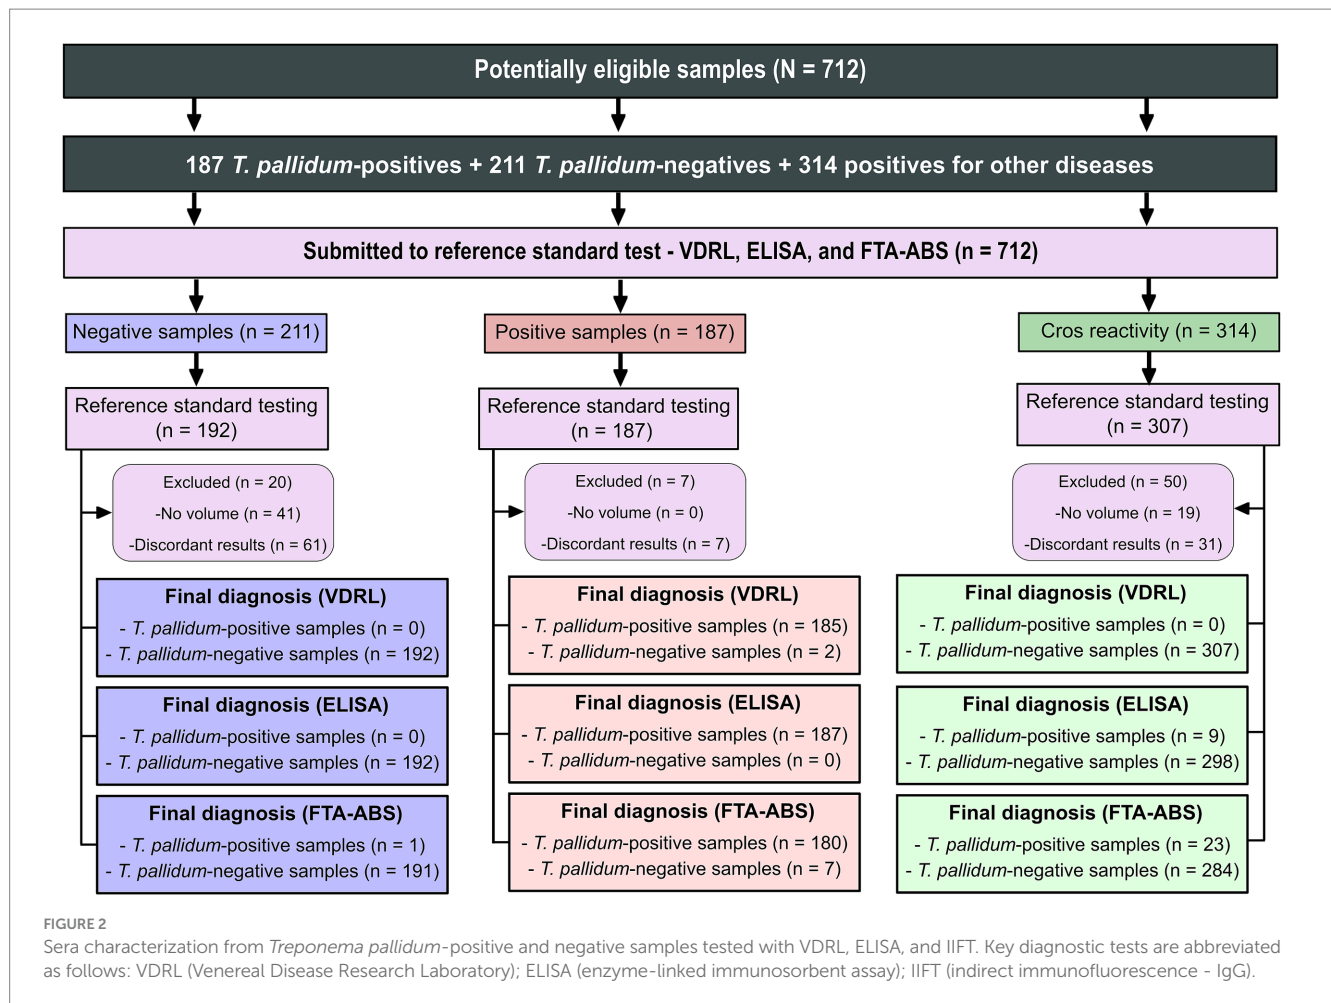 Potentially eligible samples (N = 712)
187 T. pallidum-positives + 211 T. pallidum-negatives + 314 positives for other diseases
Submitted to reference standard test - VDRL, ELISA, and FTA-ABS (n = 712)
Negative samples (n = 211)
Reference standard testing
(n = 192)
Excluded (n = 20)
-No volume (n = 41)
-Discordant results (n = 61)
Final diagnosis (VDRL)
- T. pallidum-positive samples (n = 0)
- T. pallidum-negative samples (n = 192)
Final diagnosis (ELISA)
- T. pallidum-positive samples (n = 0)
- T. pallidum-negative samples (n = 192)
Final diagnosis (FTA-ABS)
- T. pallidum-positive samples (n = 1)
- T. pallidum-negative samples (n = 191)
Positive samples (n = 187)
Reference standard testing
(n = 187)
Excluded (n = 7)
-No volume (n = 0)
-Discordant results (n = 7)
Final diagnosis (VDRL)
- T. pallidum-positive samples (n = 185)
- T. pallidum-negative samples (n = 2)
Final diagnosis (ELISA)
- T. pallidum-positive samples (n = 187)
- T. pallidum-negative samples (n = 0)
Final diagnosis (FTA-ABS)
- T. pallidum-positive samples (n = 180)
- T. pallidum-negative samples (n = 7)
Cros reactivity (n = 314)
Reference standard testing
(n = 307)
Excluded (n = 50)
-No volume (n = 19)
-Discordant results (n = 31)
Final diagnosis (VDRL)
- T. pallidum-positive samples (n = 0)
- T. pallidum-negative samples (n = 307)
Final diagnosis (ELISA)
- T. pallidum-positive samples (n = 9)
- T. pallidum-negative samples (n = 298)
Final diagnosis (FTA-ABS)
- T. pallidum-positive samples (n = 23)
- T. pallidum-negative samples (n = 284)
FIGURE 2
Sera characterization from Treponema pallidum-positive and negative samples tested with VDRL, ELISA, and IIFT. Key diagnostic tests are abbreviated
as follows: VDRL (Venereal Disease Research Laboratory); ELISA (enzyme-linked immunosorbent assay); IIFT (indirect immunofluorescence - IgG).